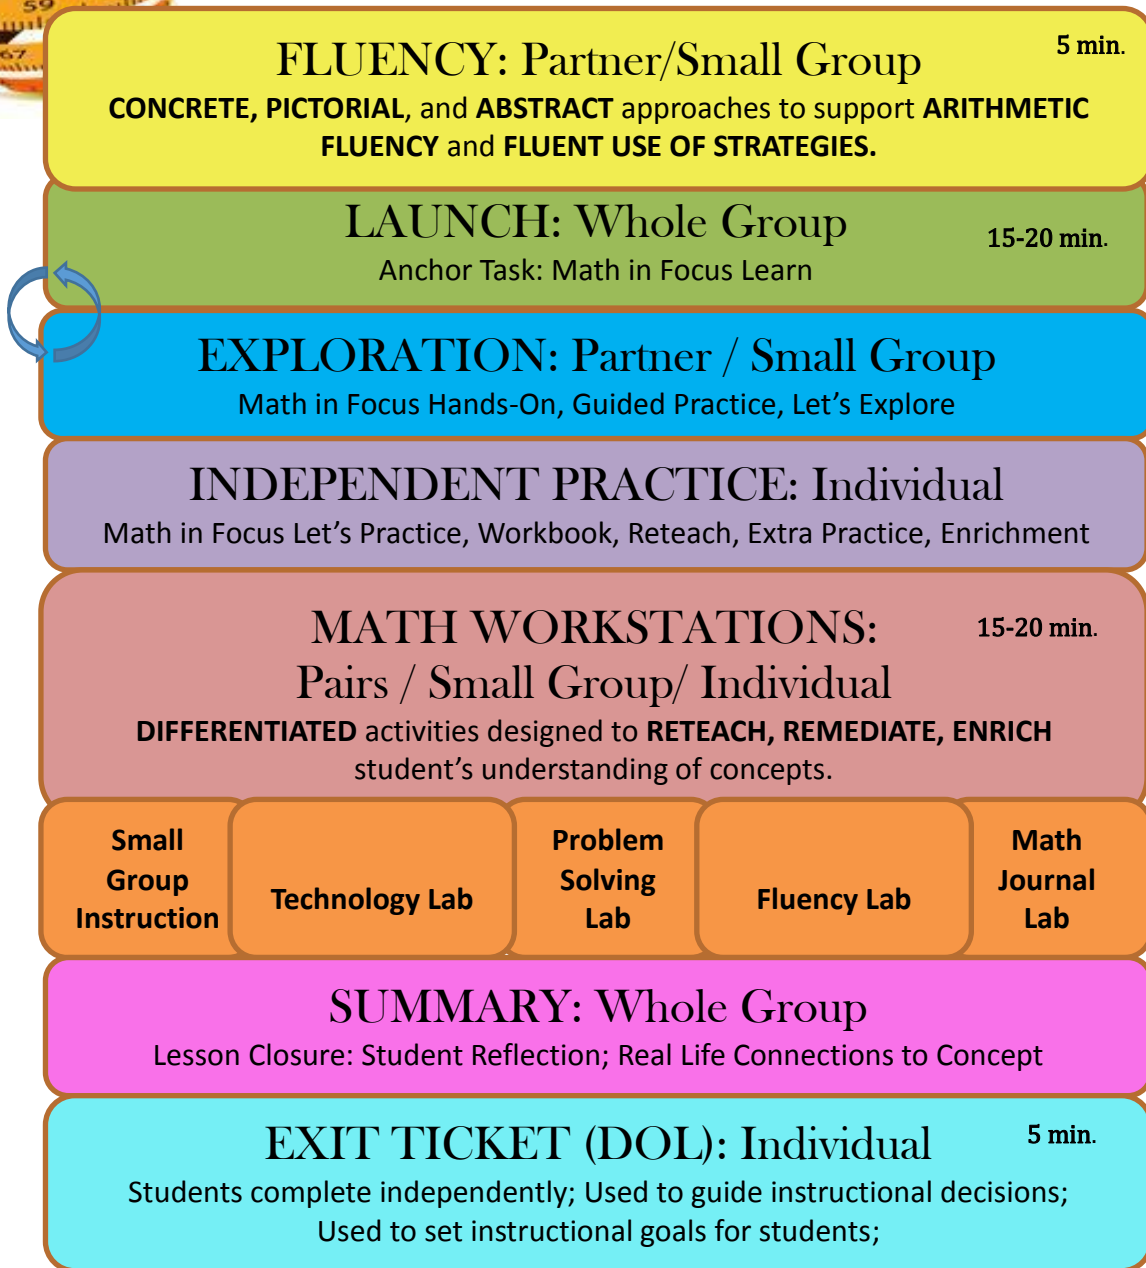 59
67
FLUENCY: Partner/Small Group
5 min.
CONCRETE, PICTORIAL, and ABSTRACT approaches to support ARITHMETIC
FLUENCY and FLUENT USE OF STRATEGIES.
LAUNCH: Whole Group
15-20 min.
Anchor Task: Math in Focus Learn
EXPLORATION: Partner / Small Group
Math in Focus Hands-On, Guided Practice, Let’s Explore
INDEPENDENT PRACTICE: Individual
Math in Focus Let’s Practice, Workbook, Reteach, Extra Practice, Enrichment
MATH WORKSTATIONS:
15-20 min.
Pairs / Small Group/ Individual
DIFFERENTIATED activities designed to RETEACH, REMEDIATE, ENRICH
student’s understanding of concepts.
Small
Group
Instruction
Technology Lab
Problem
Solving
Lab
Fluency Lab
Math
Journal
Lab
SUMMARY: Whole Group
Lesson Closure: Student Reflection; Real Life Connections to Concept
EXIT TICKET (DOL): Individual
5 min.
Students complete independently; Used to guide instructional decisions;
Used to set instructional goals for students;